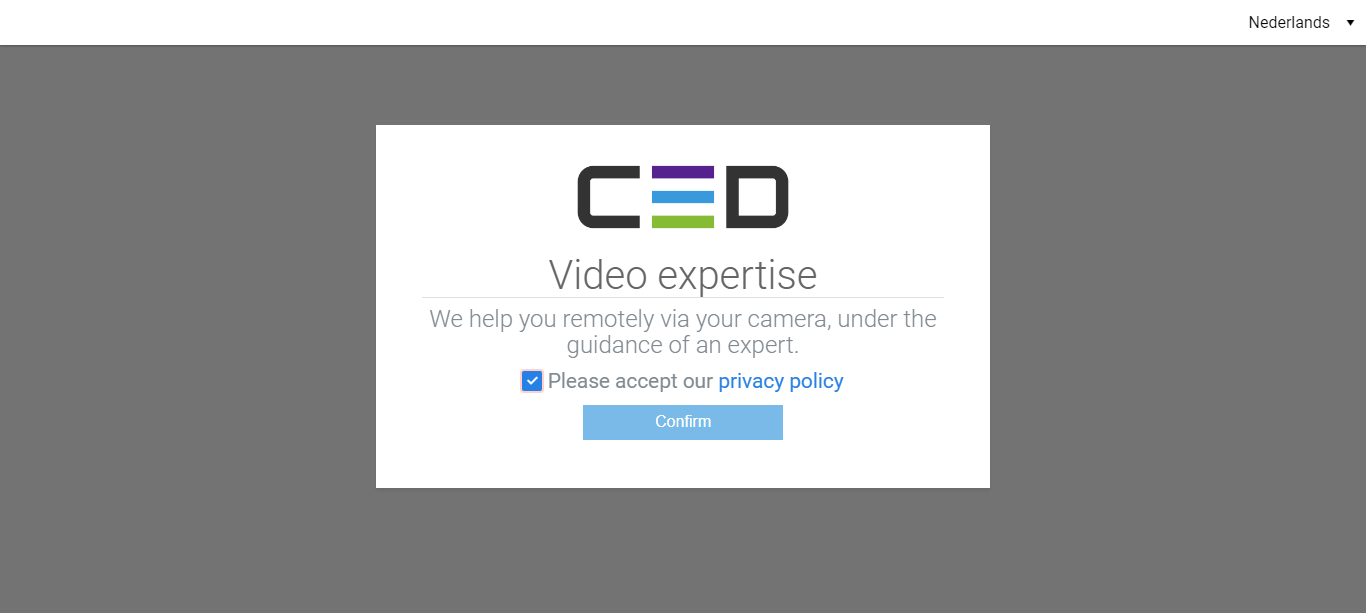 Nederlands
CED
Video expertise
We help you remotely via your camera, under the
guidance of an expert.
Please accept our privacy policy
Confirm